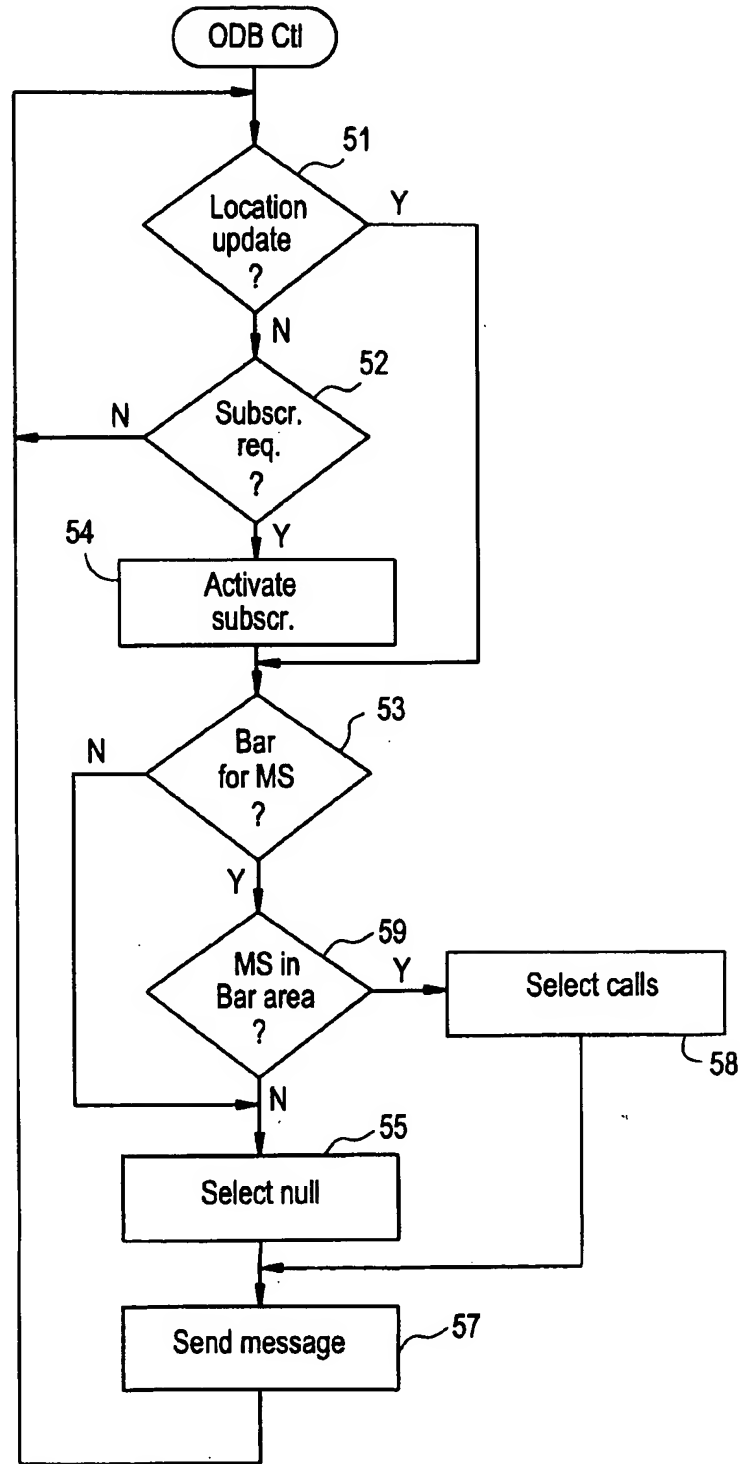 ODB Ctl
51
Location
update
?
Y
N
52
Subscr.
req.
?
N
Y
54
Activate
subscr.
53
Bar
for MS
?
N
Y
59
MS in
Bar area
?
Y
Select calls
58
N
55
Select null
Send message
57